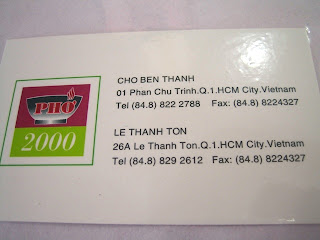 PHO
2000
CHO BEN THANH
01 Phan Chu Trinh.Q.1.HCM City.Vietnam
Tel (84.8) 822 2788 Fax: (84.8) 8224327
LE THANH TON
26A Le Thanh Ton.Q.1.HCM City.Vietnam
Tel (84.8) 829 2612 Fax: (84.8) 8224327